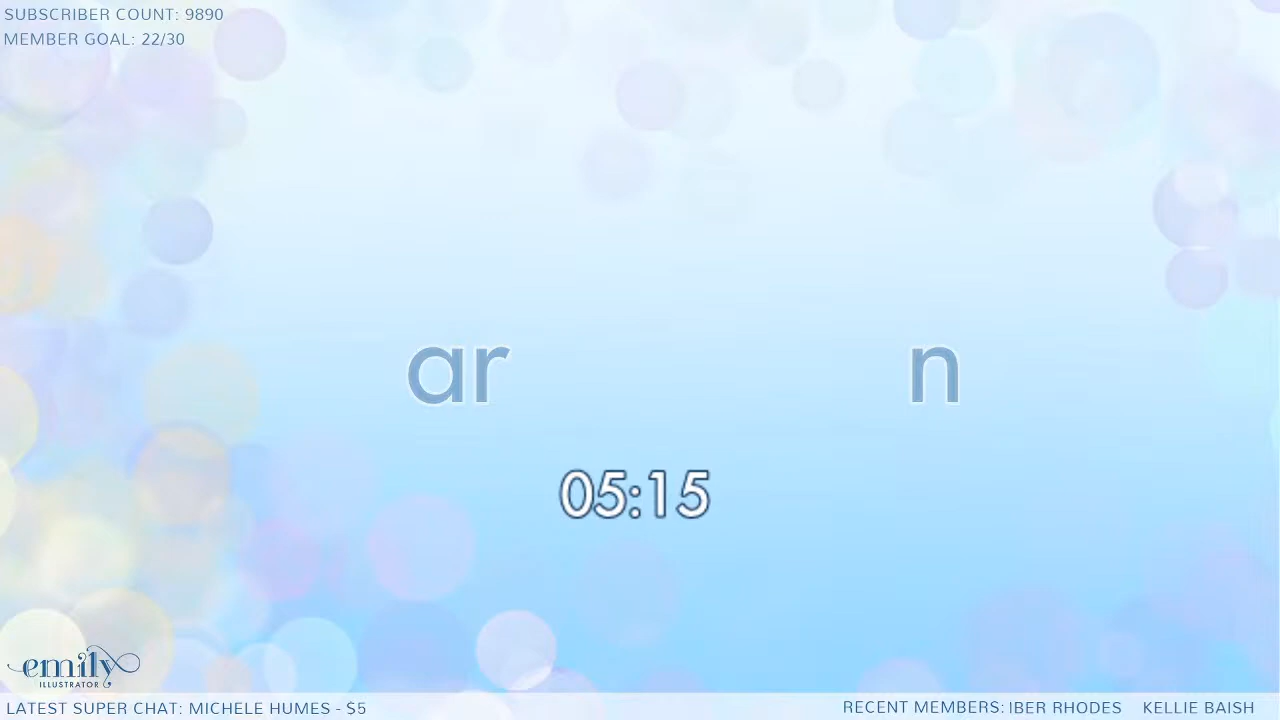 SUBSCRIBER COUNT: 9890
MEMBER GOAL: 22/30
ar n
05:15
emily
ILLUSTRATOR
LATEST SUPER CHAT: MICHELE HUMES - $5
RECENT MEMBERS: IBER RHODES KELLIE BAISH